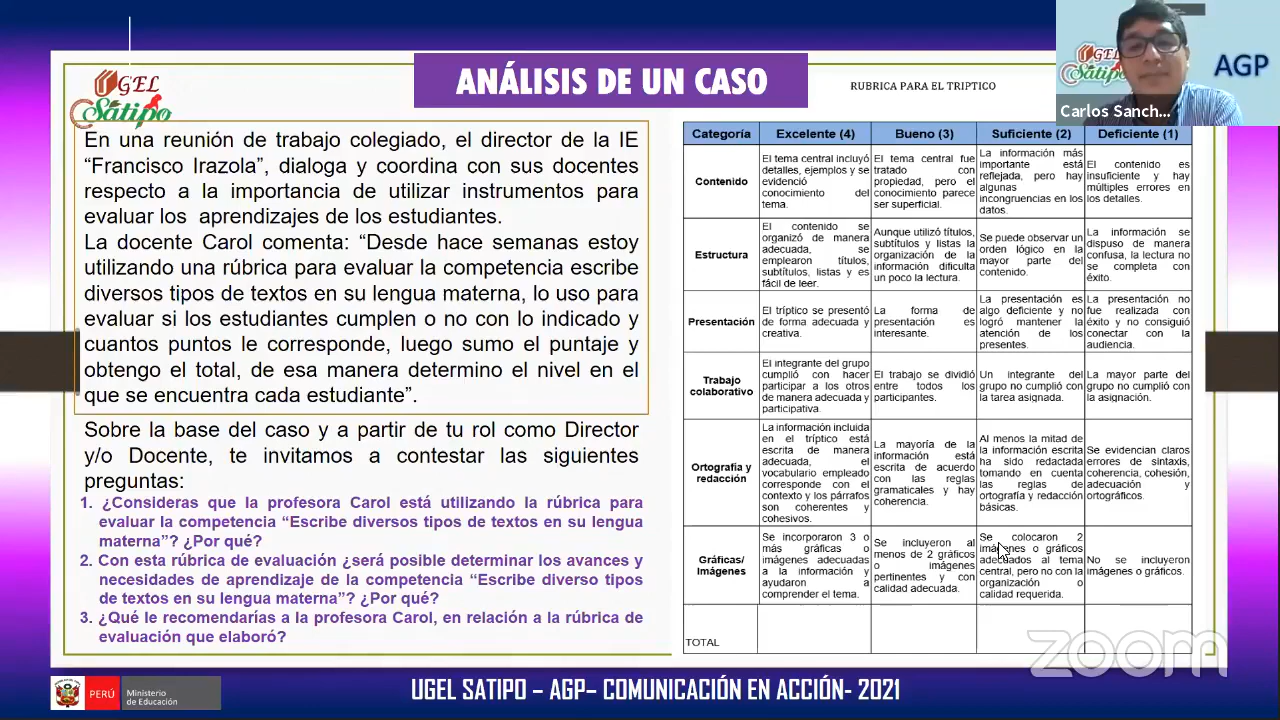 UGEL
Satipo
ANÁLISIS DE UN CASO
RUBRICA PARA EL TRIPTICO
UGEL
Satipo
AGP
Carlos Sanch...
En una reunión de trabajo colegiado, el director de la IE
“Francisco Irazola”, dialoga y coordina con sus docentes
respecto a la importancia de utilizar instrumentos para
evaluar los aprendizajes de los estudiantes.
La docente Carol comenta: “Desde hace semanas estoy
utilizando una rúbrica para evaluar la competencia escribe
diversos tipos de textos en su lengua materna, lo uso para
evaluar si los estudiantes cumplen o no con lo indicado y
cuantos puntos le corresponde, luego sumo el puntaje y
obtengo el total, de esa manera determino el nivel en el
que se encuentra cada estudiante”.
Sobre la base del caso y a partir de tu rol como Director
y/o Docente, te invitamos a contestar las siguientes
preguntas:
1. ¿Consideras que la profesora Carol está utilizando la rúbrica para
evaluar la competencia “Escribe diversos tipos de textos en su lengua
materna”? ¿Por qué?
2. Con esta rúbrica de evaluación ¿será posible determinar los avances y
necesidades de aprendizaje de la competencia “Escribe diverso tipos
de textos en su lengua materna”? ¿Por qué?
3. ¿Qué le recomendarías a la profesora Carol, en relación a la rúbrica de
evaluación que elaboró?
Categoría Excelente (4) Bueno (3) Suficiente (2) Deficiente (1)
Contenido
El tema central incluyó
detalles, ejemplos y se
evidenció
conocimiento del
tema.
El tema central fue
tratado con
propiedad, pero el
conocimiento parece
ser superficial.
La información más
importante está
reflejada, pero hay
algunas
incongruencias en los
datos.
El contenido es
insuficiente y hay
múltiples errores en
los detalles.
Estructura
El contenido se
organizó de manera
adecuada, se
emplearon títulos,
subtítulos, listas y es
fácil de leer.
Aunque utilizó títulos,
subtítulos y listas la
organización de la
información dificulta
un poco la lectura.
Se puede observar un
orden lógico en la
mayor parte del
contenido.
La información se
dispuso de manera
confusa, la lectura no
se completa con
éxito.
Presentación
El tríptico se presentó
de forma adecuada y
creativa.
La forma de
presentación es
interesante.
La presentación es
algo deficiente y no
logró mantener la
atención de los
presentes.
La presentación no
fue realizada con
éxito y no consiguió
conectar con la
audiencia.
Trabajo
colaborativo
El integrante del grupo
cumplió con hacer
participar a los otros
de manera adecuada y
participativa.
El trabajo se dividió
entre todos los
participantes.
Un integrante del
grupo no cumplió con
la tarea asignada.
La mayor parte del
grupo no cumplió con
la asignación.
Ortografía y
redacción
La información incluida
en el tríptico está
escrita de manera
adecuada, el
vocabulario empleado
corresponde con el
contexto y los párrafos
son coherentes y
cohesivos.
La mayoría de la
información está
escrita de acuerdo
con las reglas
gramaticales y hay
coherencia.
Al menos la mitad de
la información escrita
ha sido redactada
tomando en cuenta
las reglas de
ortografía y redacción
básicas.
Se evidencian claros
errores de sintaxis,
coherencia, cohesión,
adecuación y
ortográficos.
Gráficas/
Imágenes
Se incorporaron 3 o
más gráficas o
imágenes adecuadas
a la información y
ayudaron a
comprender el tema.
Se incluyeron al
menos de 2 gráficos
o imágenes
pertinentes y con
calidad adecuada.
Se colocaron 2
imágenes o gráficos
adecuados al tema
central, pero no con la
organización o
calidad requerida.
No se incluyeron
imágenes o gráficos.
TOTAL
zoom
PERÚ
Ministerio
de Educación
UGEL SATIPO – AGP– COMUNICACIÓN EN ACCIÓN- 2021